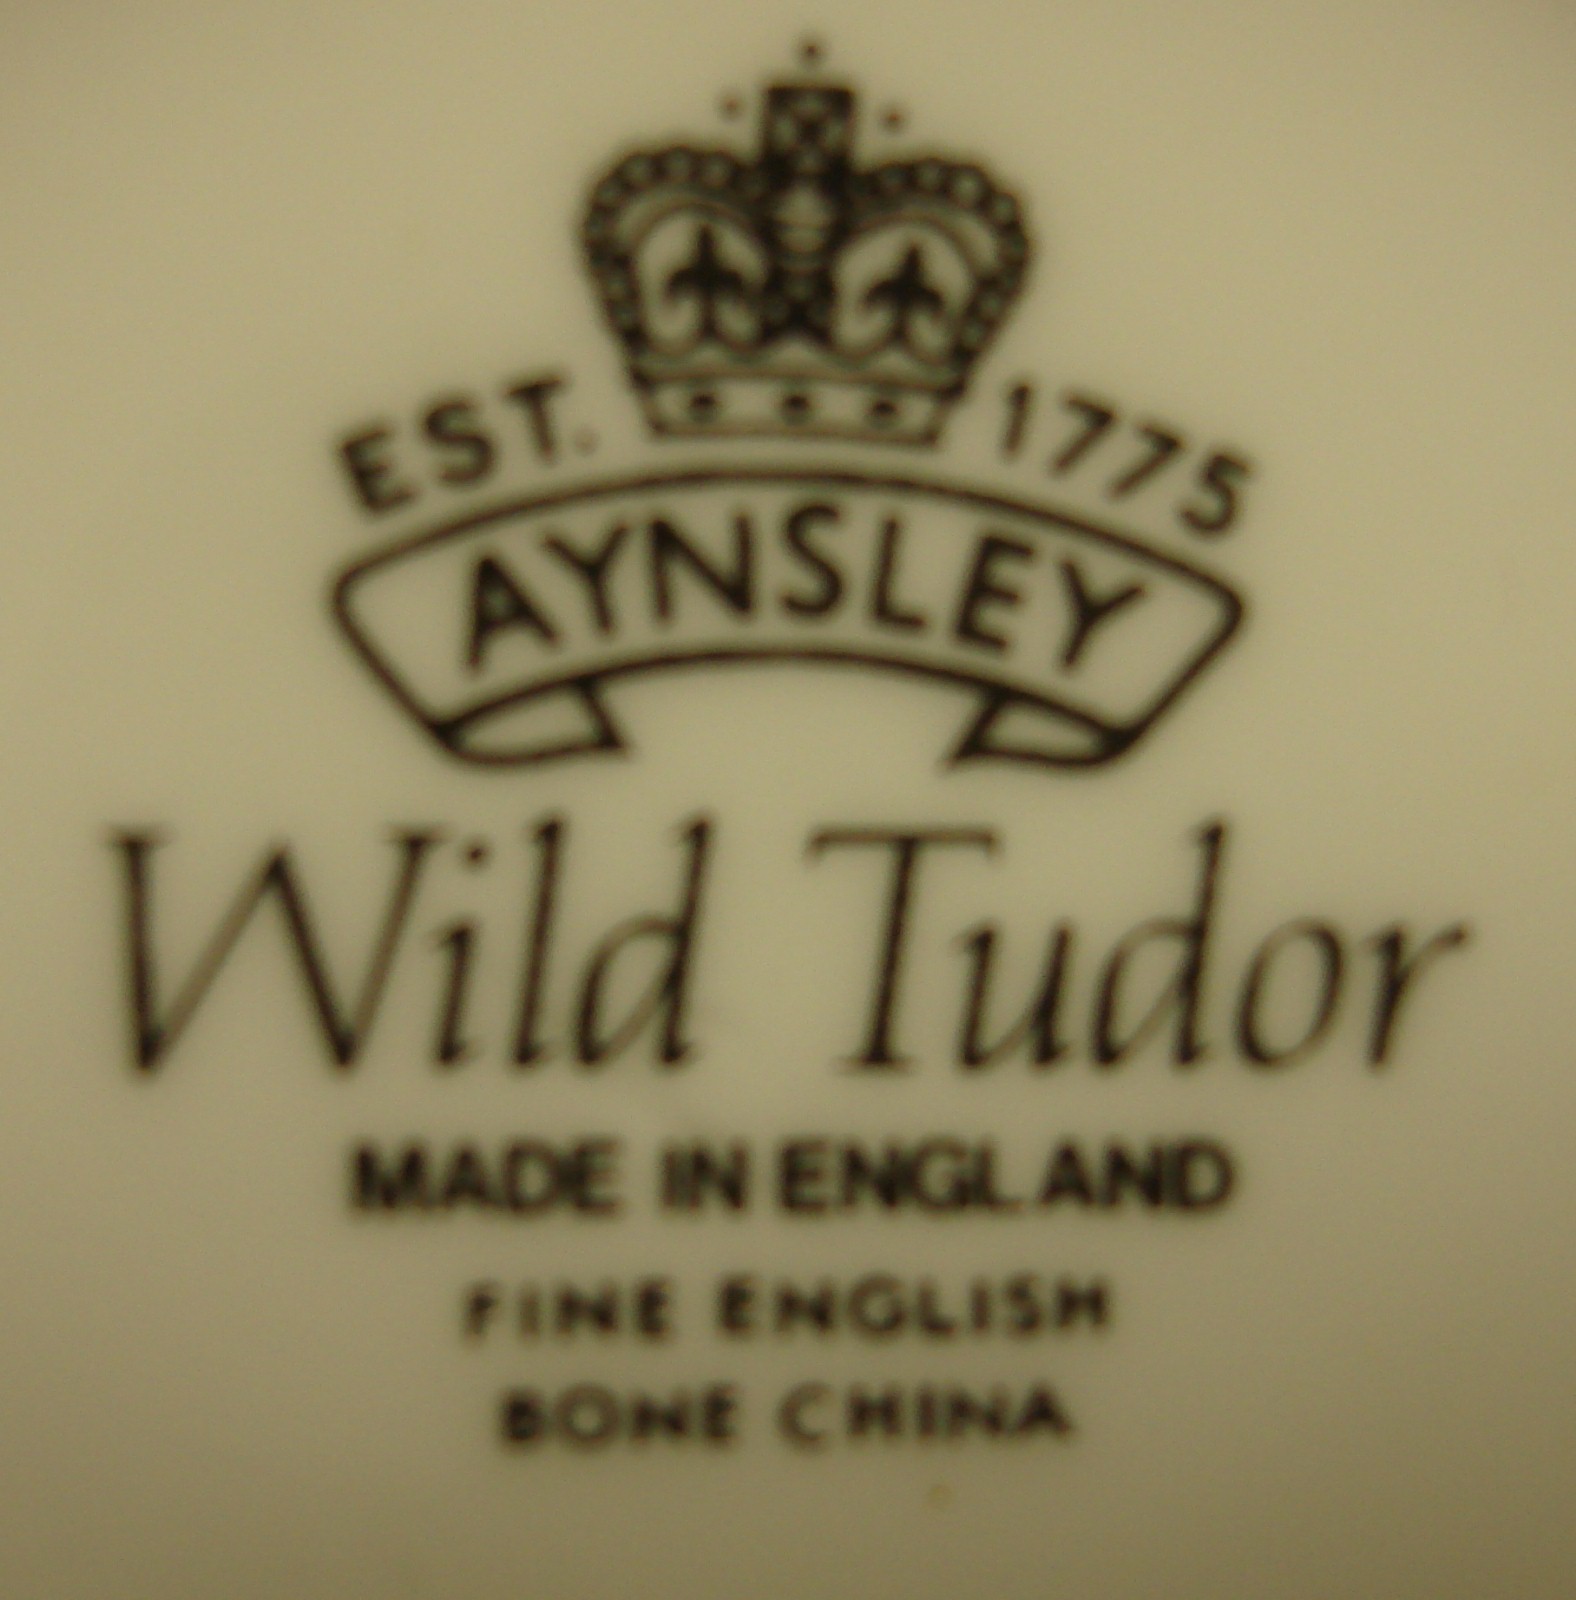 EST. 1775
AYNSLEY
Wild Tudor
MADE IN ENGLAND
FINE ENGLISH
BONE CHINA